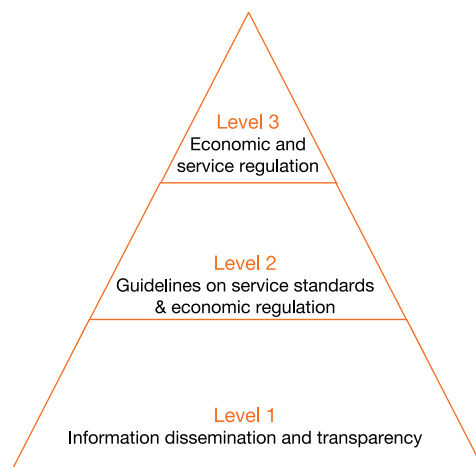 Level 3
Economic and
service regulation
Level 2
Guidelines on service standards
& economic regulation
Level 1
Information dissemination and transparency